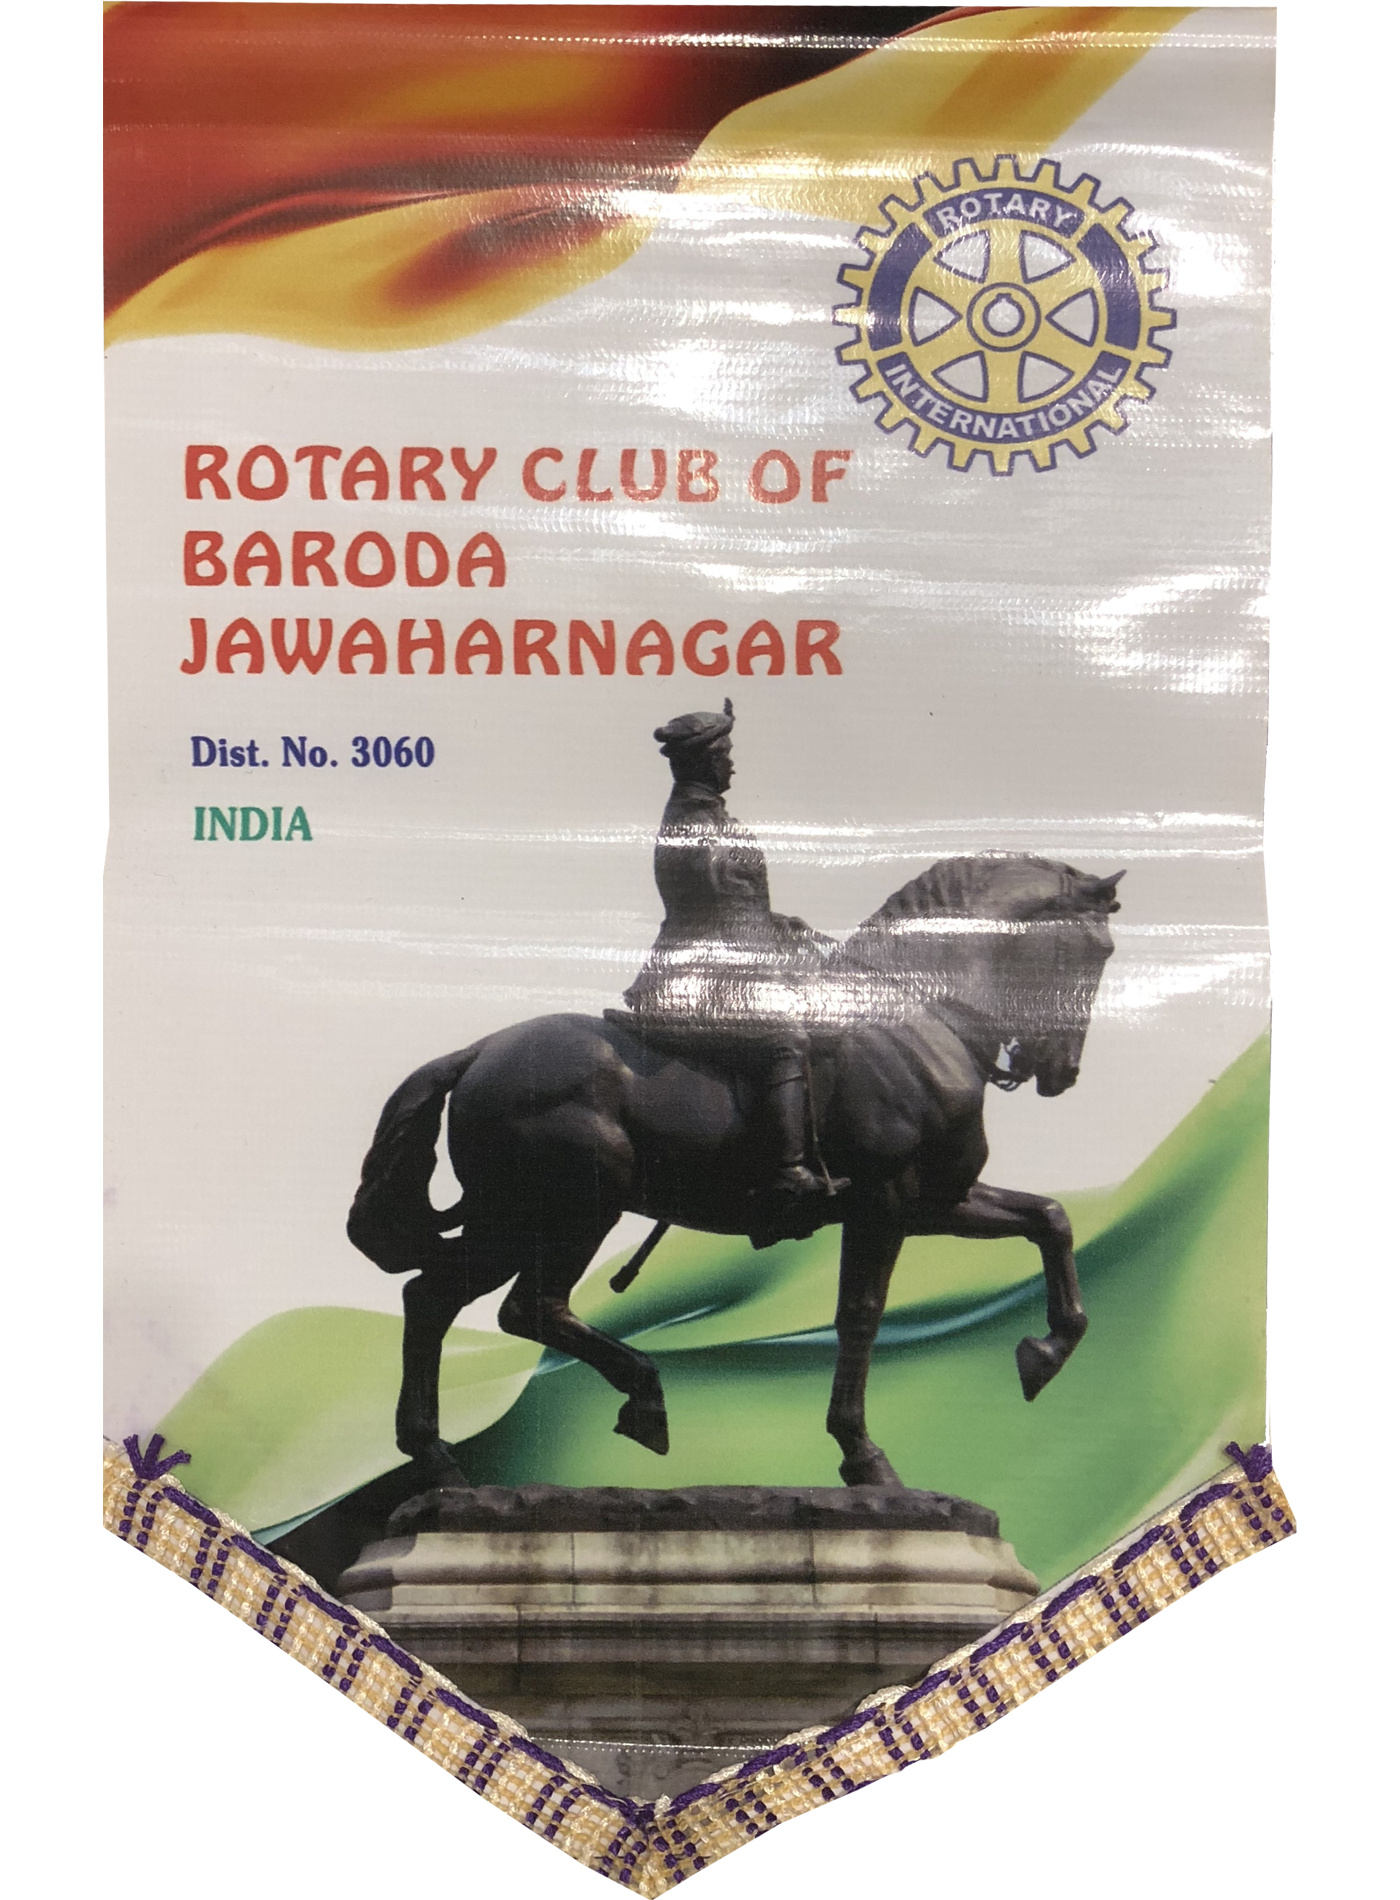 ROTARY
INTERNATIONAL
ROTARY CLUB OF
BARODA
JAWAHARNAGAR
Dist. No. 3060
INDIA